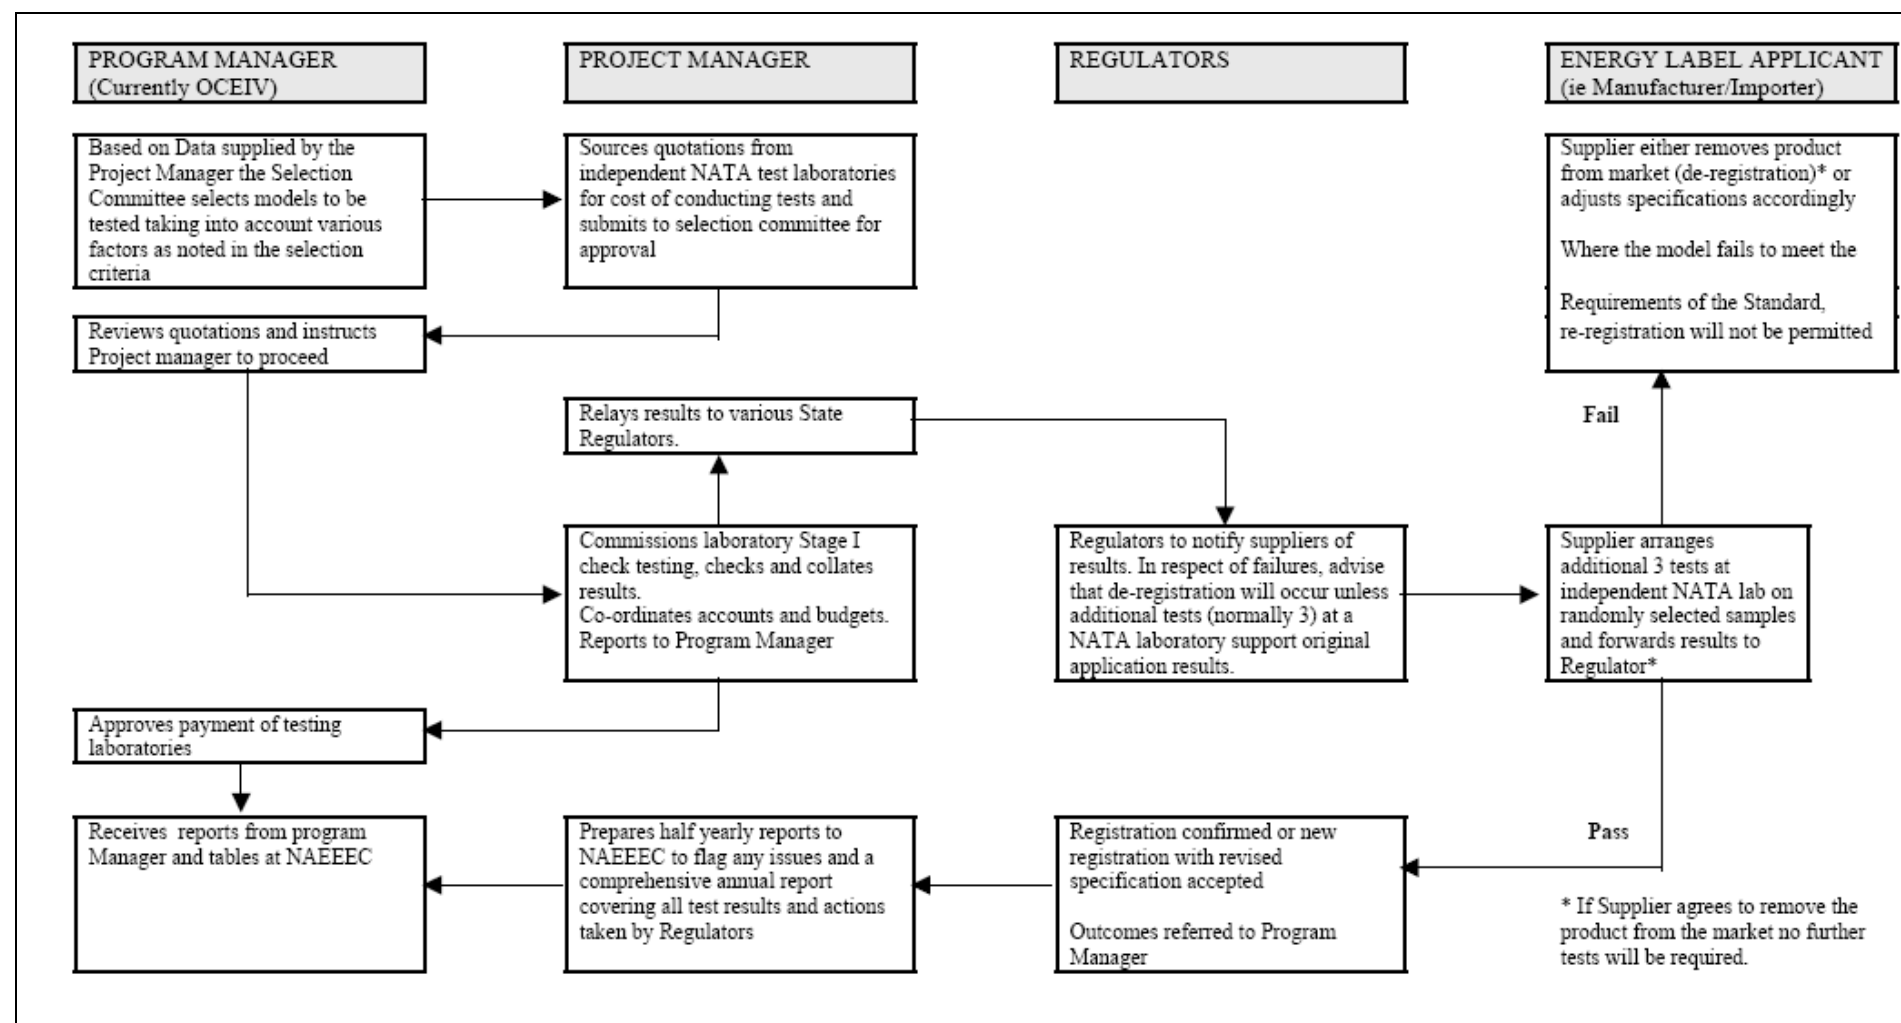 PROGRAM MANAGER
(Currently OCEIV)
PROJECT MANAGER
REGULATORS
ENERGY LABEL APPLICANT
(ie Manufacturer/Importer)
Based on Data supplied by the
Project Manager the Selection
Committee selects models to be
tested taking into account various
factors as noted in the selection
criteria
Sources quotations from
independent NATA test laboratories
for cost of conducting tests and
submits to selection committee for
approval
Supplier either removes product
from market (de-registration)* or
adjusts specifications accordingly
Where the model fails to meet the
Requirements of the Standard,
re-registration will not be permitted
Reviews quotations and instructs
Project manager to proceed
Relays results to various State
Regulators.
Fail
Commissions laboratory Stage I
check testing, checks and collates
results.
Co-ordinates accounts and budgets.
Reports to Program Manager
Regulators to notify suppliers of
results. In respect of failures, advise
that de-registration will occur unless
additional tests (normally 3) at a
NATA laboratory support original
application results.
Supplier arranges
additional 3 tests at
independent NATA lab on
randomly selected samples
and forwards results to
Regulator*
Approves payment of testing
laboratories
Receives reports from program
Manager and tables at NAEEEC
Prepares half yearly reports to
NAEEEC to flag any issues and a
comprehensive annual report
covering all test results and actions
taken by Regulators
Registration confirmed or new
registration with revised
specification accepted
Outcomes referred to Program
Manager
Pass
* If Supplier agrees to remove the
product from the market no further
tests will be required.